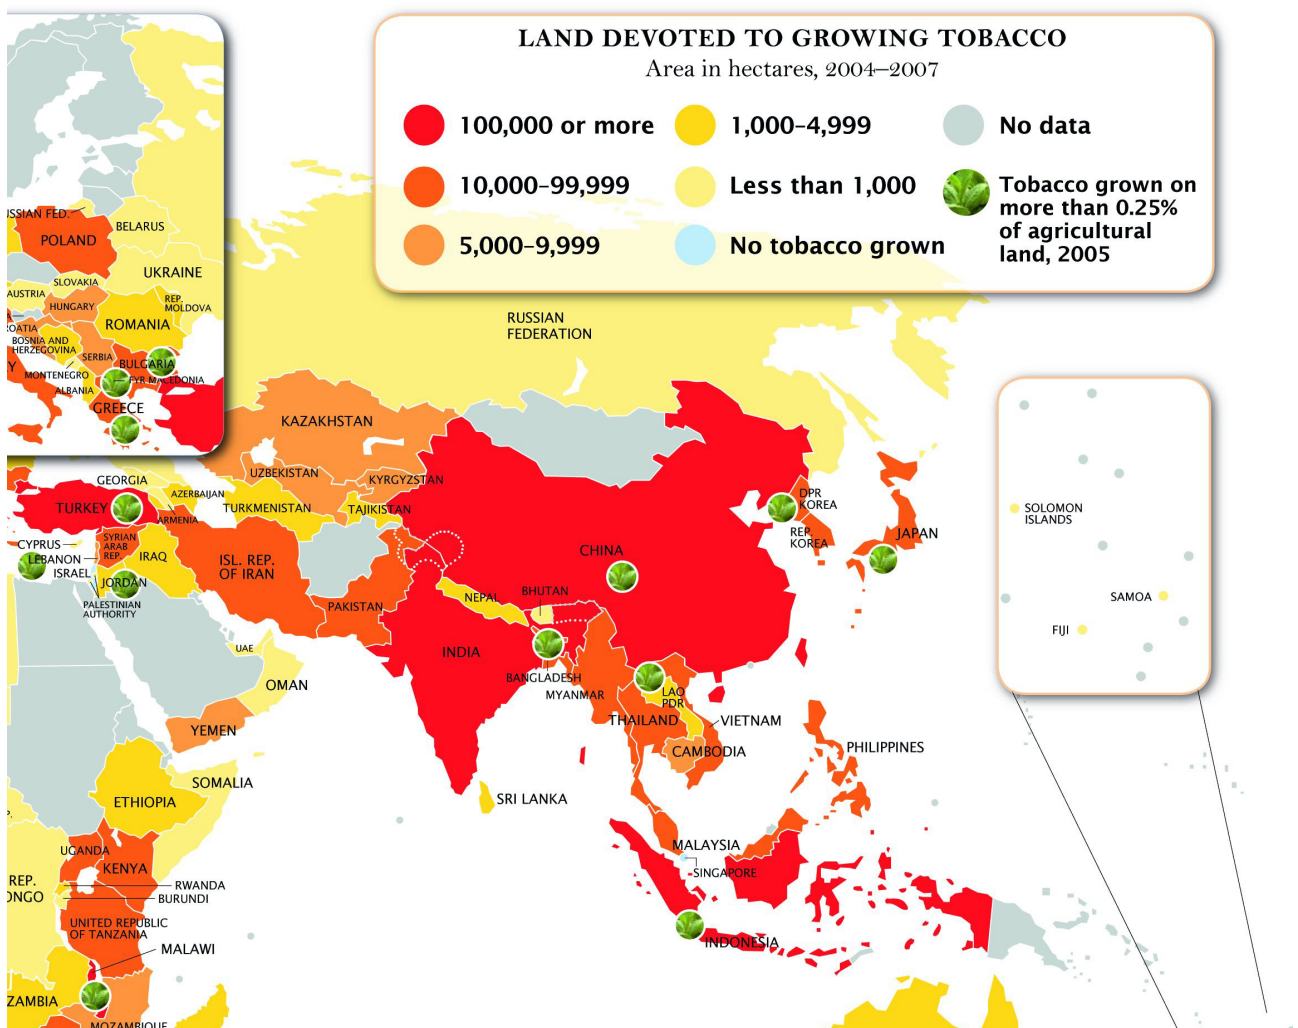 LAND DEVOTED TO GROWING TOBACCO
Area in hectares, 2004–2007
100,000 or more
10,000–99,999
5,000–9,999
1,000–4,999
Less than 1,000
No tobacco grown
No data
Tobacco grown on
more than 0.25%
of agricultural
land, 2005
SSIAN FED.
POLAND
BELARUS
UKRAINE
SLOVAKIA
AUSTRIA
HUNGARY
REP.
MOLDOVA
ROMANIA
A
OATIA
BOSNIA AND
HERZEGOVINA
SERBIA
BULGARIA
Y
MONTENEGRO
FYR MACEDONIA
ALBANIA
GREECE
RUSSIAN
FEDERATION
KAZAKHSTAN
UZBEKISTAN
KYRGYZSTAN
GEORGIA
AZERBAIJAN
TURKMENISTAN
TAJIKISTAN
TURKEY
ARMENIA
CYPRUS
SYRIAN
ARAB
REP.
LEBANON
IRAQ
ISRAEL
JORDAN
PALESTINIAN
AUTHORITY
ISL. REP.
OF IRAN
PAKISTAN
CHINA
DPR
KOREA
REP.
KOREA
JAPAN
NEPAL
BHUTAN
INDIA
BANGLADESH
MYANMAR
LAO
PDR
THAILAND
VIETNAM
CAMBODIA
PHILIPPINES
UAE
OMAN
YEMEN
SOMALIA
ETHIOPIA
SRI LANKA
MALAYSIA
SINGAPORE
INDONESIA
P.
UGANDA
KENYA
REP.
ONGO
RWANDA
BURUNDI
UNITED REPUBLIC
OF TANZANIA
MALAWI
ZAMBIA
MOZAMBIQUE
SOLOMON
ISLANDS
SAMOA
FIJI